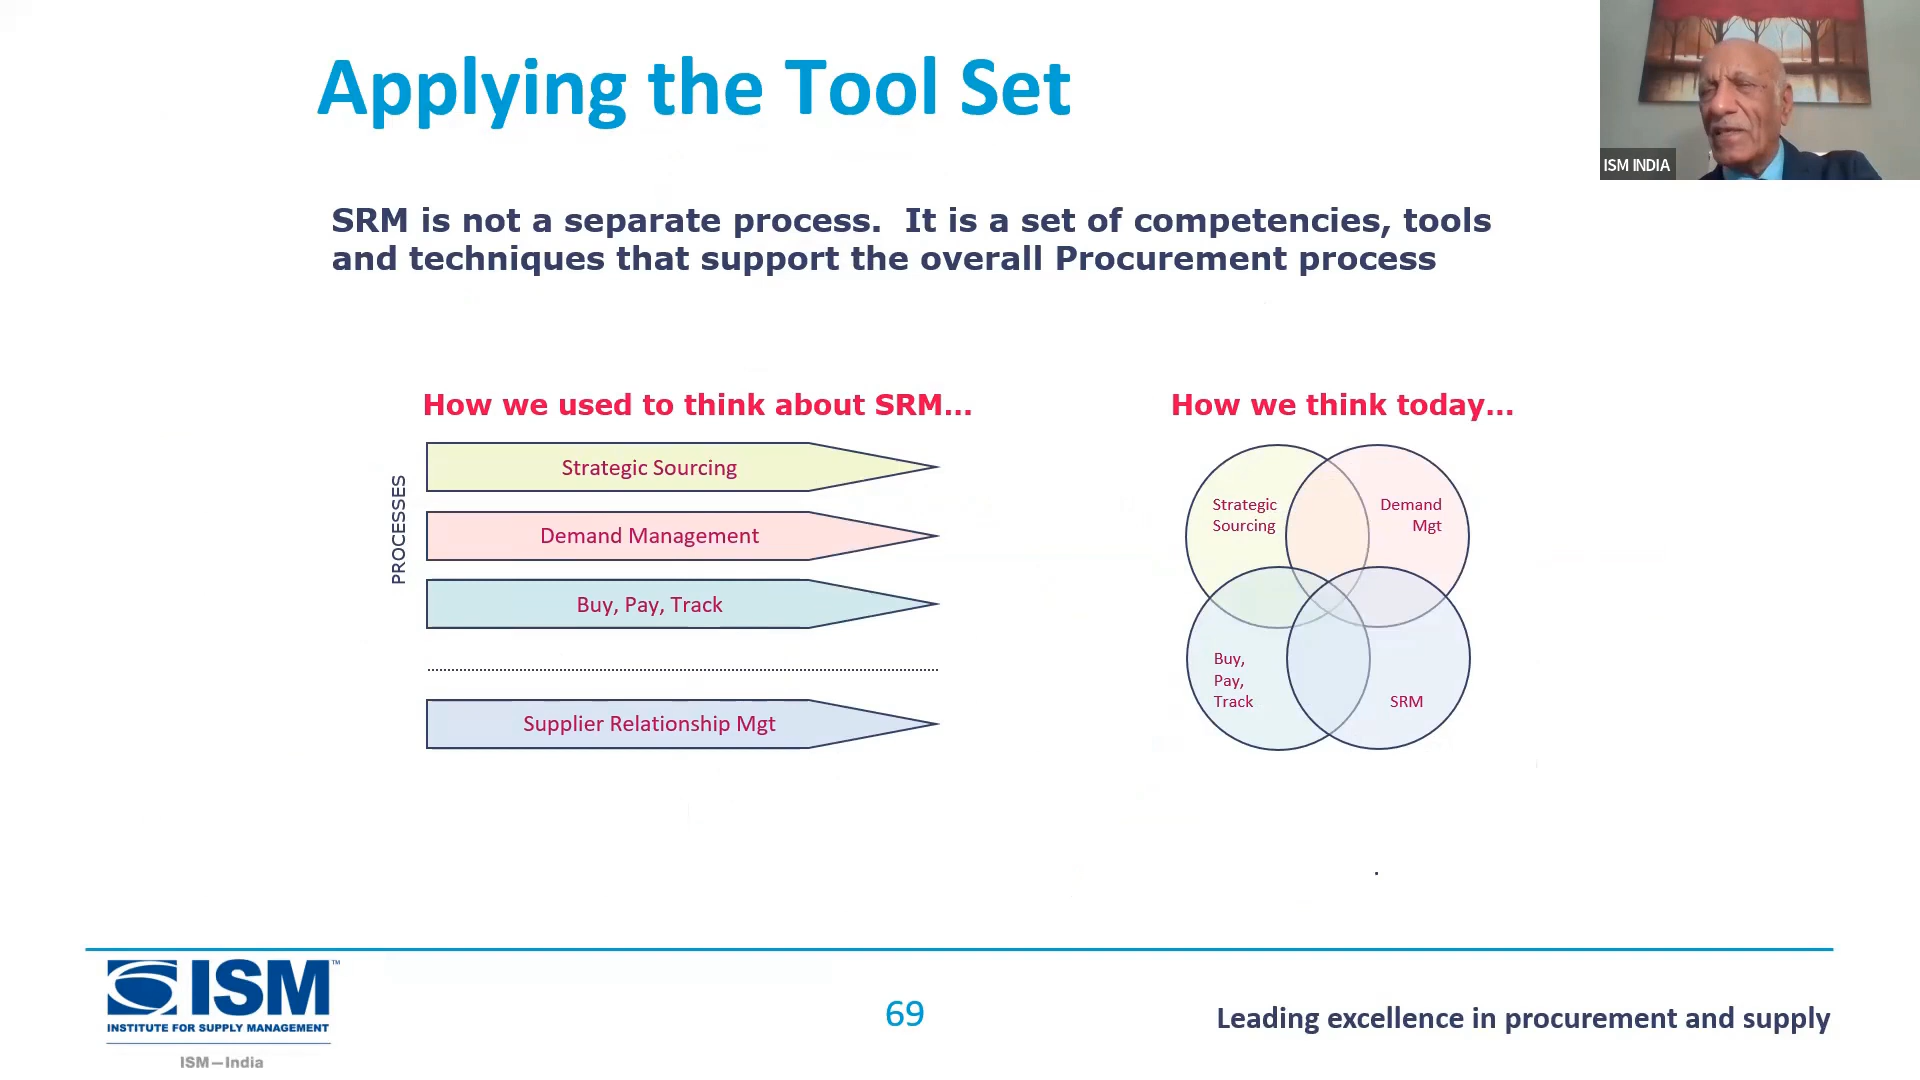 Applying the Tool Set
ISM INDIA
SRM is not a separate process.  It is a set of competencies, tools
and techniques that support the overall Procurement process
How we used to think about SRM...
How we think today...
PROCESSES
Strategic Sourcing
Demand Management
Buy, Pay, Track
Supplier Relationship Mgt
Strategic
Sourcing
Demand
Mgt
Buy,
Pay,
Track
SRM
.
ISM™
INSTITUTE FOR SUPPLY MANAGEMENT
ISM—India
69
Leading excellence in procurement and supply